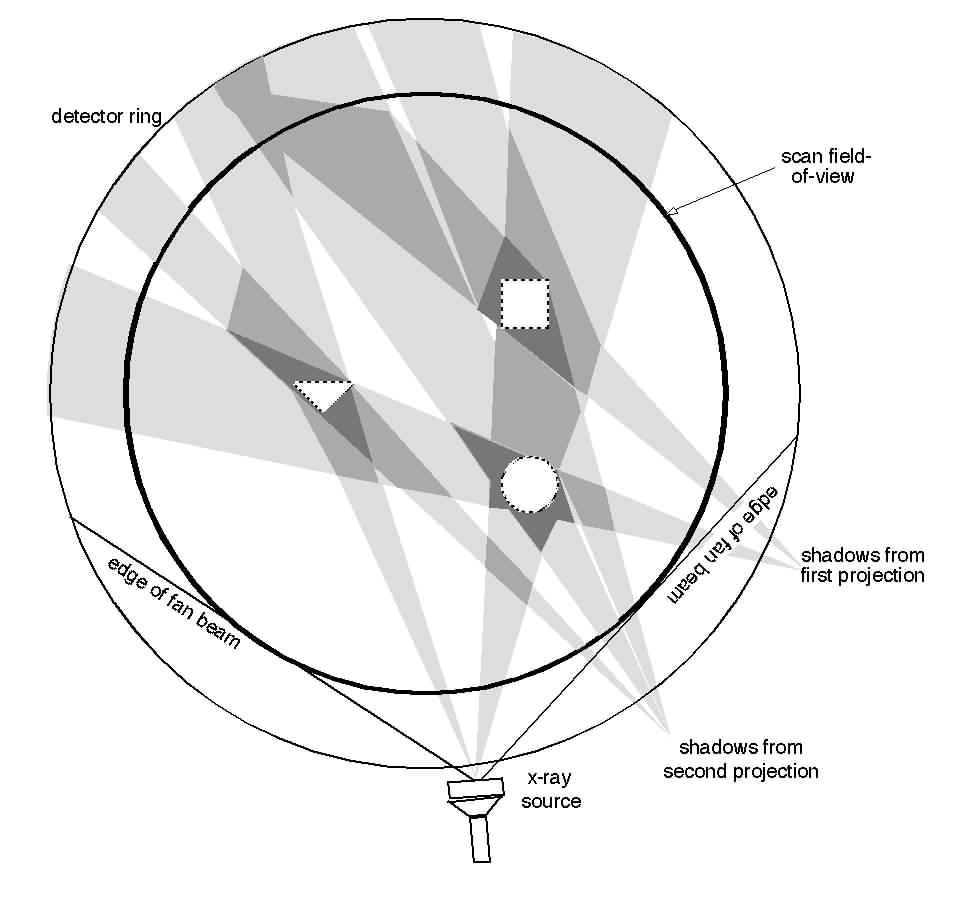 detector ring
scan field-
of-view
edge of fan beam
edge of fan beam
shadows from
first projection
shadows from
second projection
x-ray
source